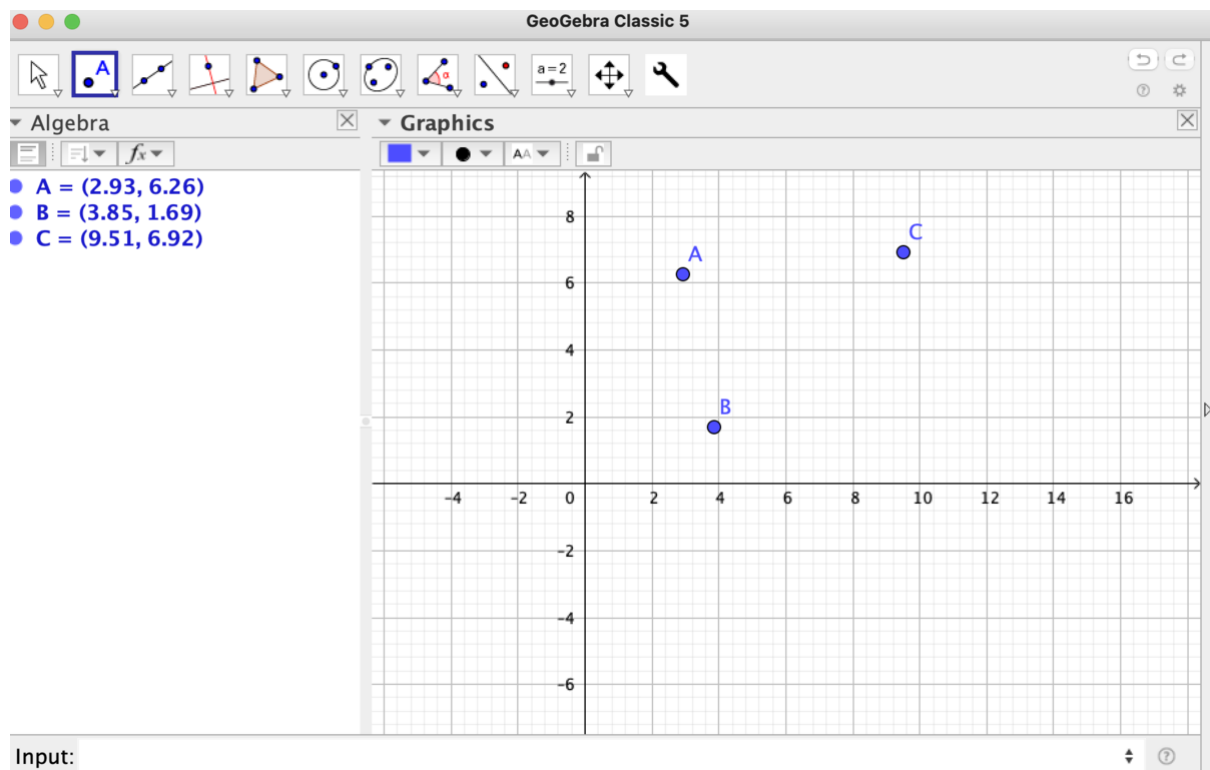 GeoGebra Classic 5
A
α
a=2
Algebra
Graphics
fx
AA
A = (2.93, 6.26)
B = (3.85, 1.69)
C = (9.51, 6.92)
8
C
A
6
4
B
2
-4 -2 0 2 4 6 8 10 12 14 16
-2
-4
-6
Input: